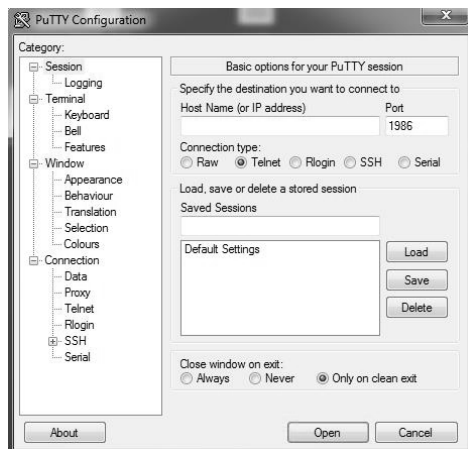 PuTTY Configuration
Category:
Session
Logging
Terminal
Keyboard
Bell
Features
Window
Appearance
Behaviour
Translation
Selection
Colours
Connection
Data
Proxy
Telnet
Rlogin
SSH
Serial
Basic options for your PuTTY session
Specify the destination you want to connect to
Host Name (or IP address) Port
1986
Connection type:
Raw Telnet Rlogin SSH Serial
Load, save or delete a stored session
Saved Sessions
Default Settings
Load
Save
Delete
Close window on exit:
Always Never Only on clean exit
About Open Cancel